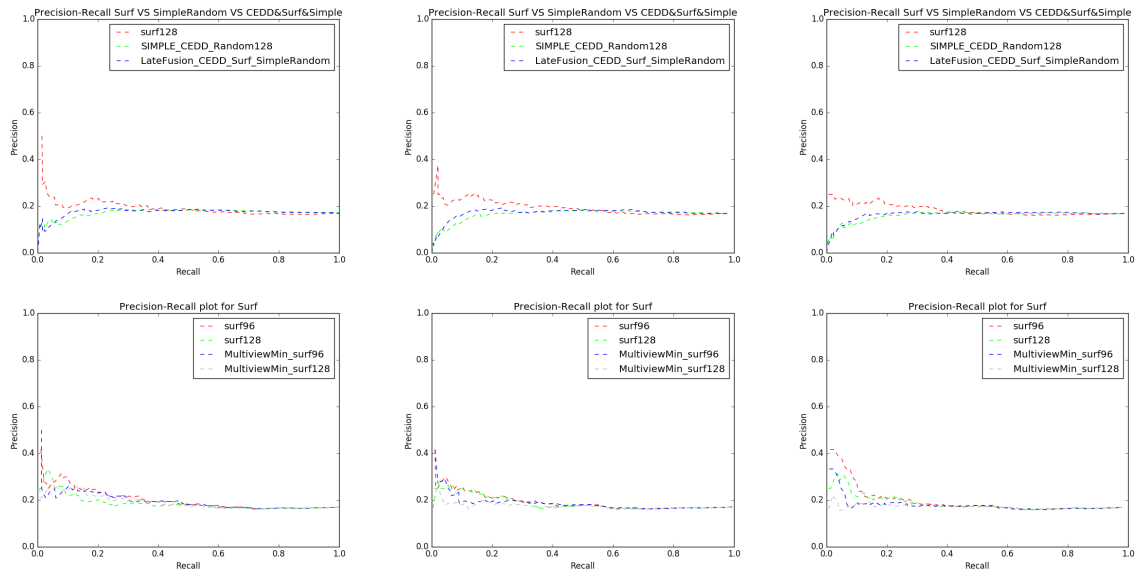 Precision-Recall Surf VS SimpleRandom VS CEDD&Surf&Simple
surf128
SIMPLE_CEDD_Random128
LateFusion_CEDD_Surf_SimpleRandom
1.0
0.8
0.6
0.4
0.2
0.0
Precision
0.0 0.2 0.4 0.6 0.8 1.0
Recall
Precision-Recall Surf VS SimpleRandom VS CEDD&Surf&Simple
surf128
SIMPLE_CEDD_Random128
LateFusion_CEDD_Surf_SimpleRandom
1.0
0.8
0.6
0.4
0.2
0.0
Precision
0.0 0.2 0.4 0.6 0.8 1.0
Recall
Precision-Recall Surf VS SimpleRandom VS CEDD&Surf&Simple
surf128
SIMPLE_CEDD_Random128
LateFusion_CEDD_Surf_SimpleRandom
1.0
0.8
0.6
0.4
0.2
0.0
Precision
0.0 0.2 0.4 0.6 0.8 1.0
Recall
Precision-Recall plot for Surf
surf96
surf128
MultiviewMin_surf96
MultiviewMin_surf128
1.0
0.8
0.6
0.4
0.2
0.0
Precision
0.0 0.2 0.4 0.6 0.8 1.0
Recall
Precision-Recall plot for Surf
surf96
surf128
MultiviewMin_surf96
MultiviewMin_surf128
1.0
0.8
0.6
0.4
0.2
0.0
Precision
0.0 0.2 0.4 0.6 0.8 1.0
Recall
Precision-Recall plot for Surf
surf96
surf128
MultiviewMin_surf96
MultiviewMin_surf128
1.0
0.8
0.6
0.4
0.2
0.0
Precision
0.0 0.2 0.4 0.6 0.8 1.0
Recall